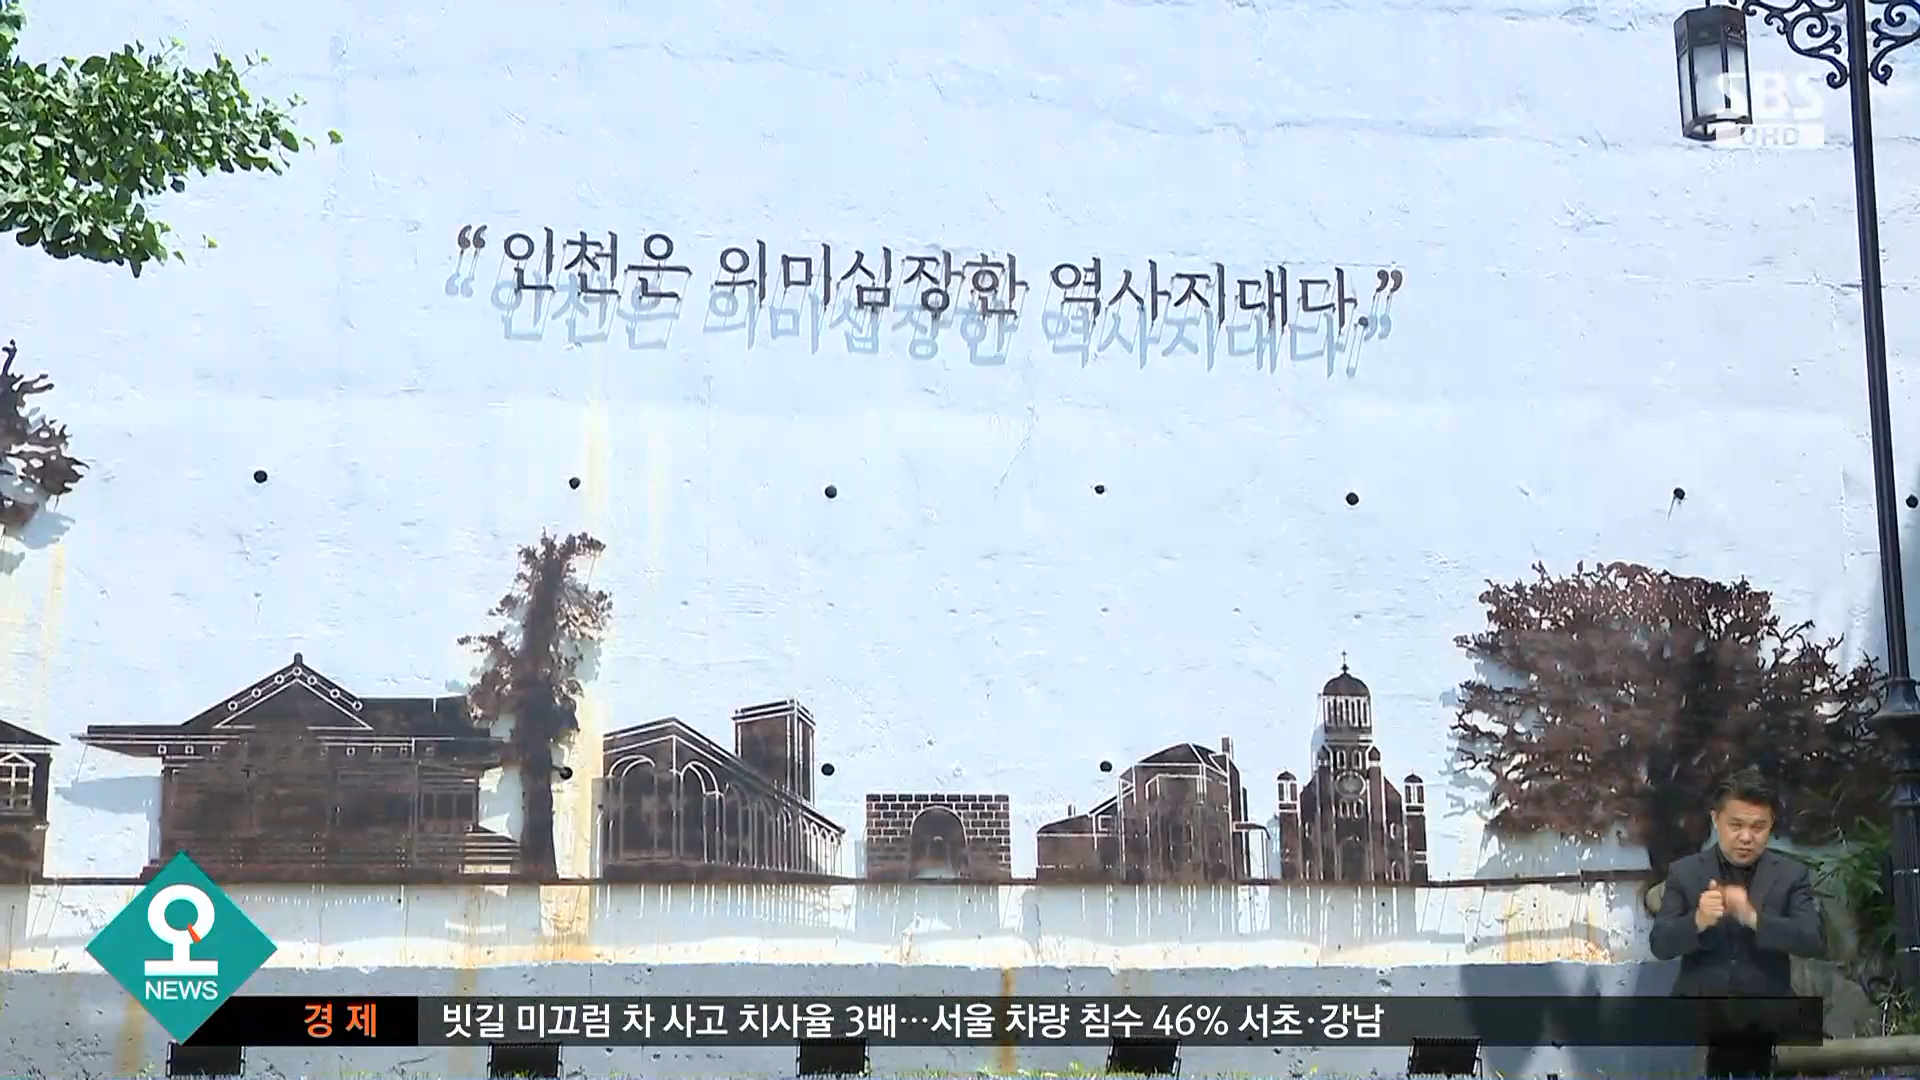 SBS
UHD
“인천은 의미심장한 역사지대다.”
오
NEWS
경제
빗길 미끄럼 차 사고 치사율 3배…서울 차량 침수 46% 서초·강남